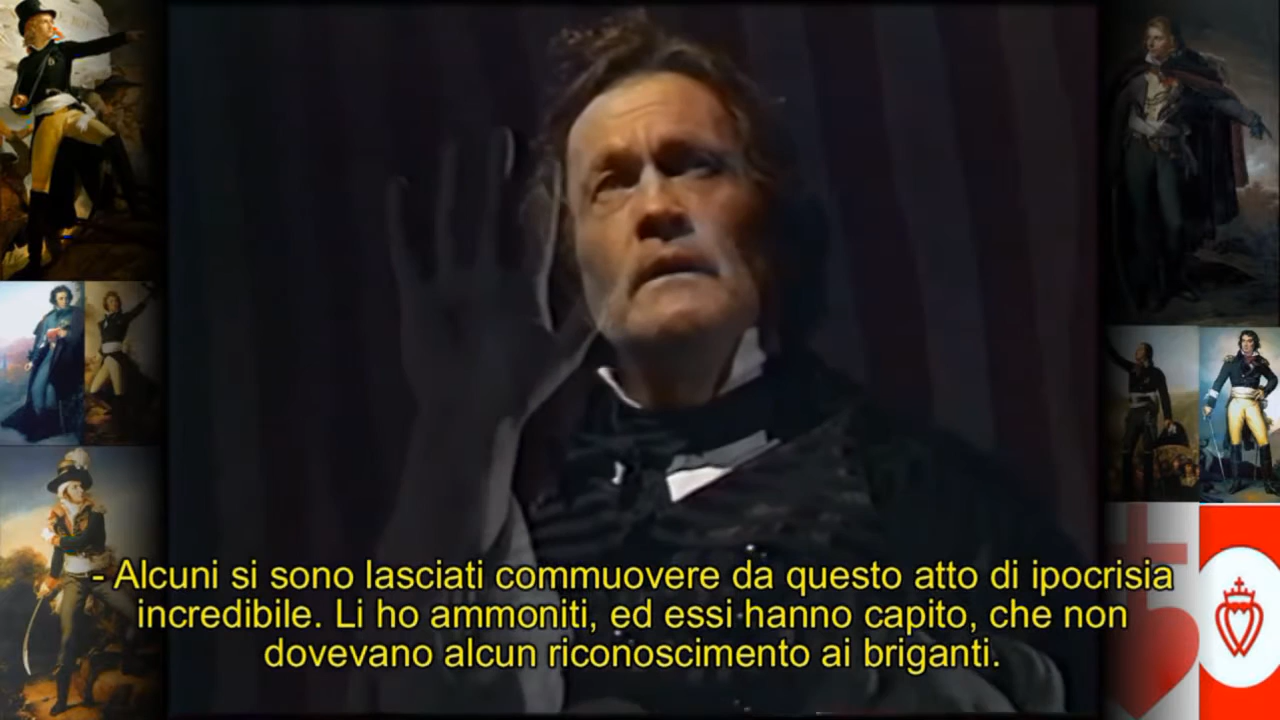 - Alcuni si sono lasciati commuovere da questo atto di ipocrisia
incredibile. Li ho ammoniti, ed essi hanno capito, che non
dovevano alcun riconoscimento ai briganti.